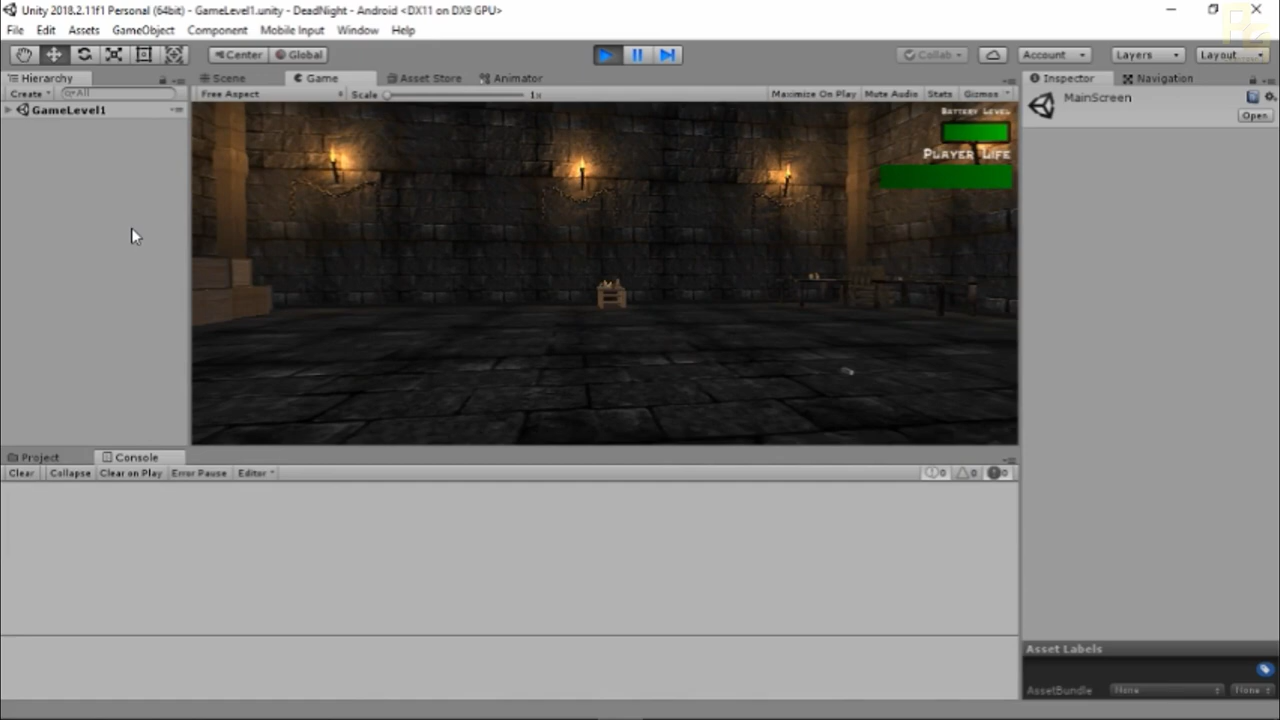 Unity 2018.2.11f1 Personal (64bit) - GameLevel1.unity - DeadNight - Android <DX11 on DX9 GPU>
File Edit Assets GameObject Component Mobile Input Window Help
Center Global Collab Account Layers Layout
Hierarchy Scene Game Asset Store Animator Inspector Navigation
Create All Free Aspect Scale 1x Maximize On Play Mute Audio Stats Gizmos MainScreen
GameLevel1 Open
Battery Level
Player Life
Project Console
Clear Collapse Clear on Play Error Pause Editor 0 0 0
Asset Labels
AssetBundle None None